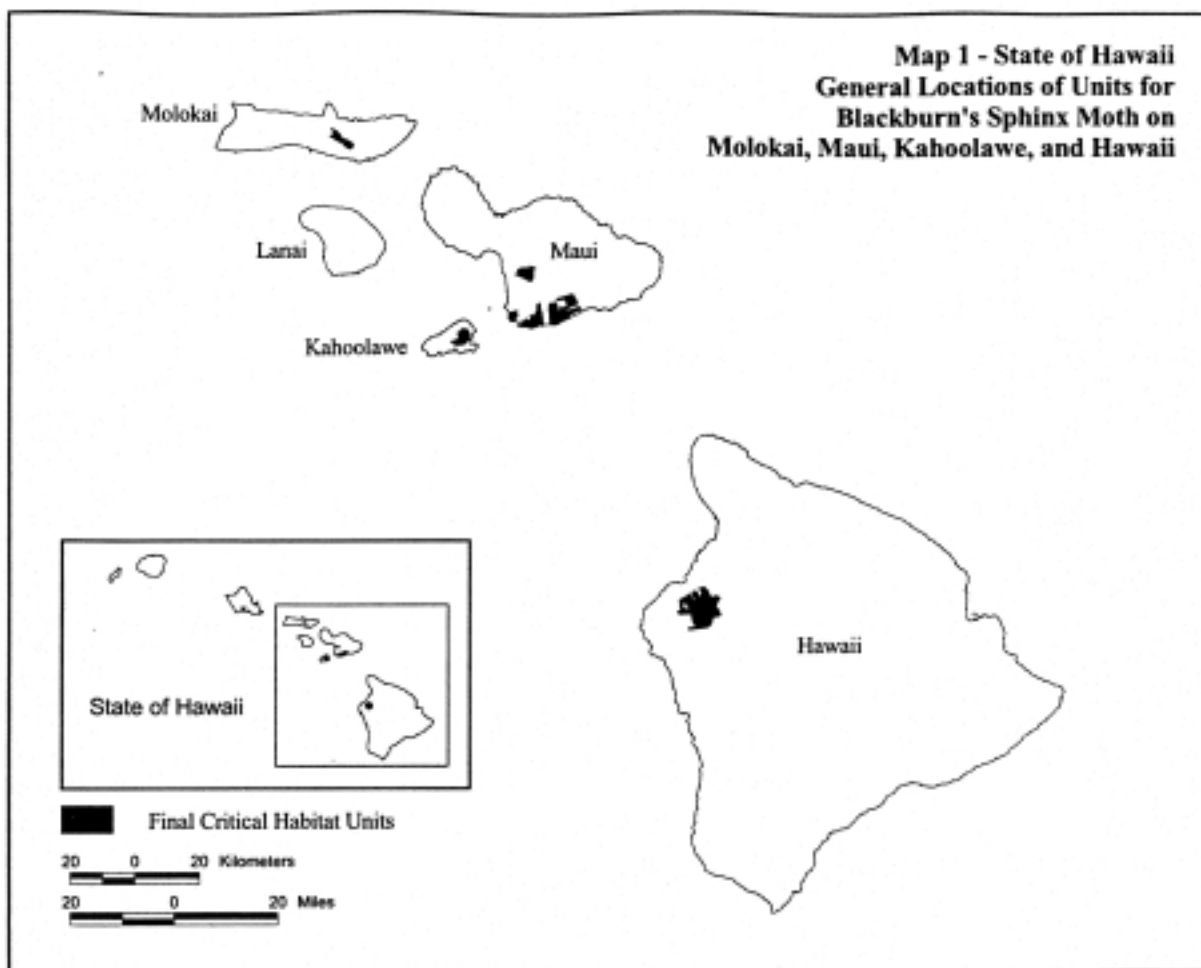 Map 1 - State of Hawaii
General Locations of Units for
Blackburn's Sphinx Moth on
Molokai, Maui, Kahoolawe, and Hawaii
Molokai
Lanai
Maui
Kahoolawe
Hawaii
State of Hawaii
Final Critical Habitat Units
20 0 20 Kilometers
20 0 20 Miles